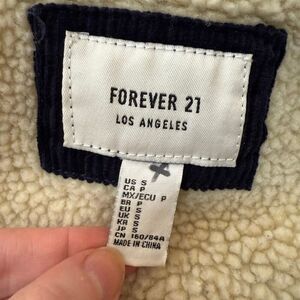 FOREVER 21
LOS ANGELES
US S
CA P
MX/ECU P
BR P
EU S
UK S
KR S
JP S
CN 160/84A
MADE IN CHINA